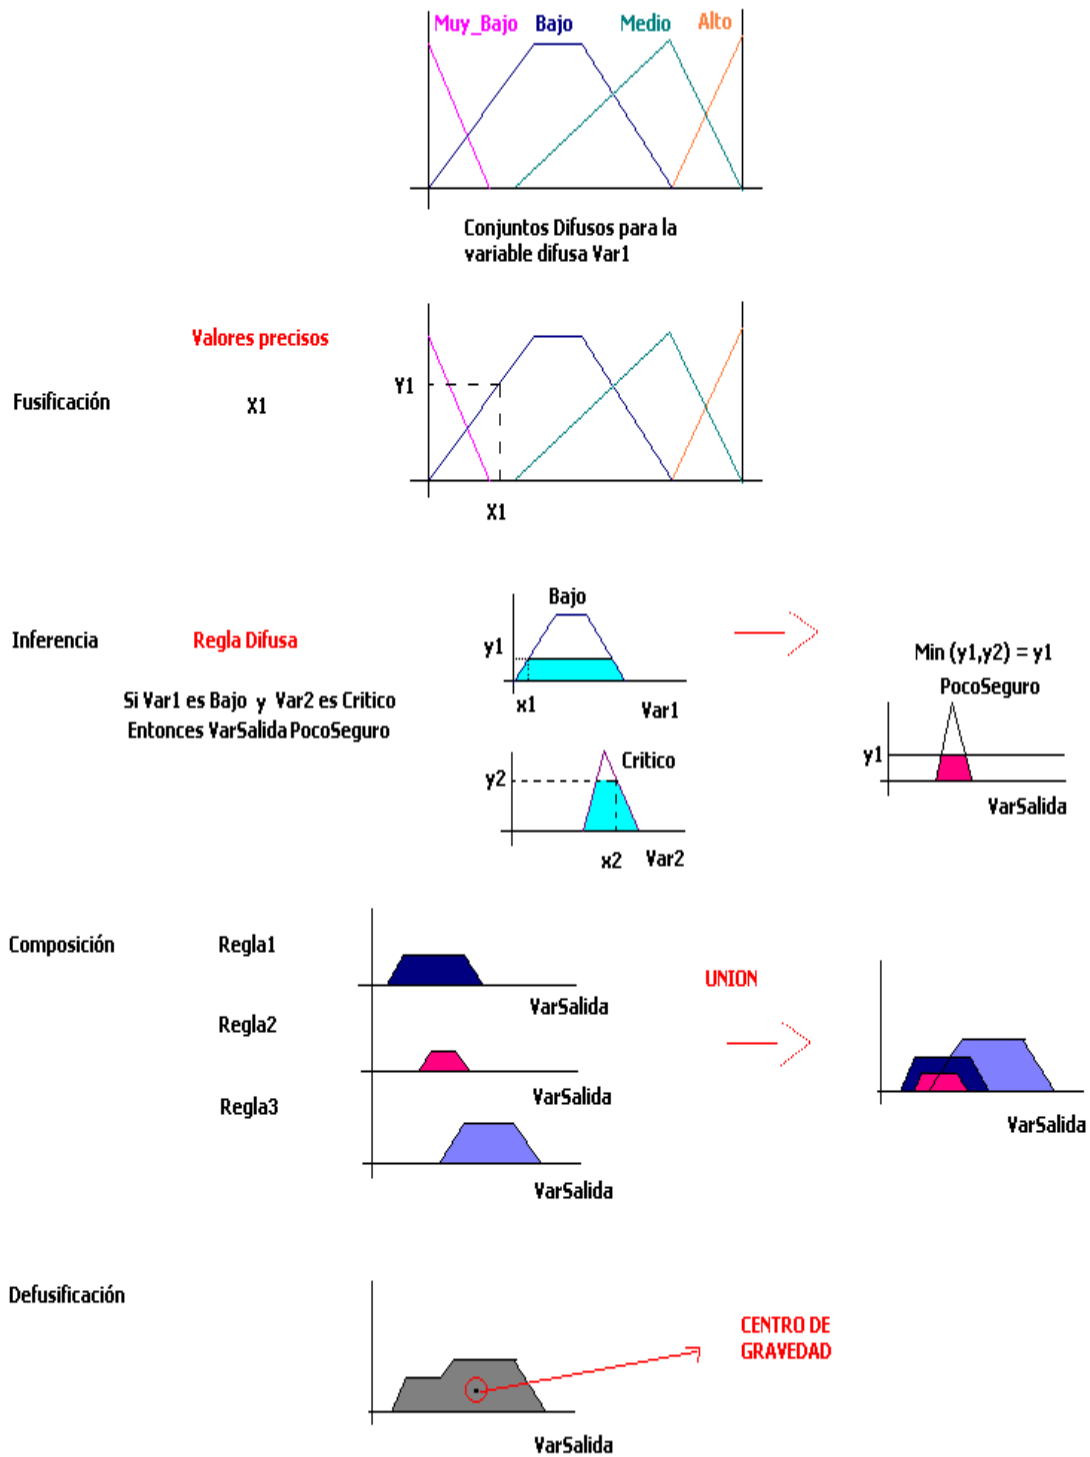 Muy_Bajo Bajo Medio Alto
Conjuntos Difusos para la
variable difusa Var1
Valores precisos
Fusificación
X1
Y1
X1
Inferencia
Regla Difusa
Si Var1 es Bajo y Var2 es Critico
Entonces VarSalida PocoSeguro
Bajo
y1
x1
Var1
Critico
y2
x2
Var2
Min (y1,y2) = y1
PocoSeguro
y1
VarSalida
Composición
Regla1
VarSalida
Regla2
VarSalida
Regla3
VarSalida
UNION
VarSalida
Defusificación
CENTRO DE
GRAVEDAD
VarSalida